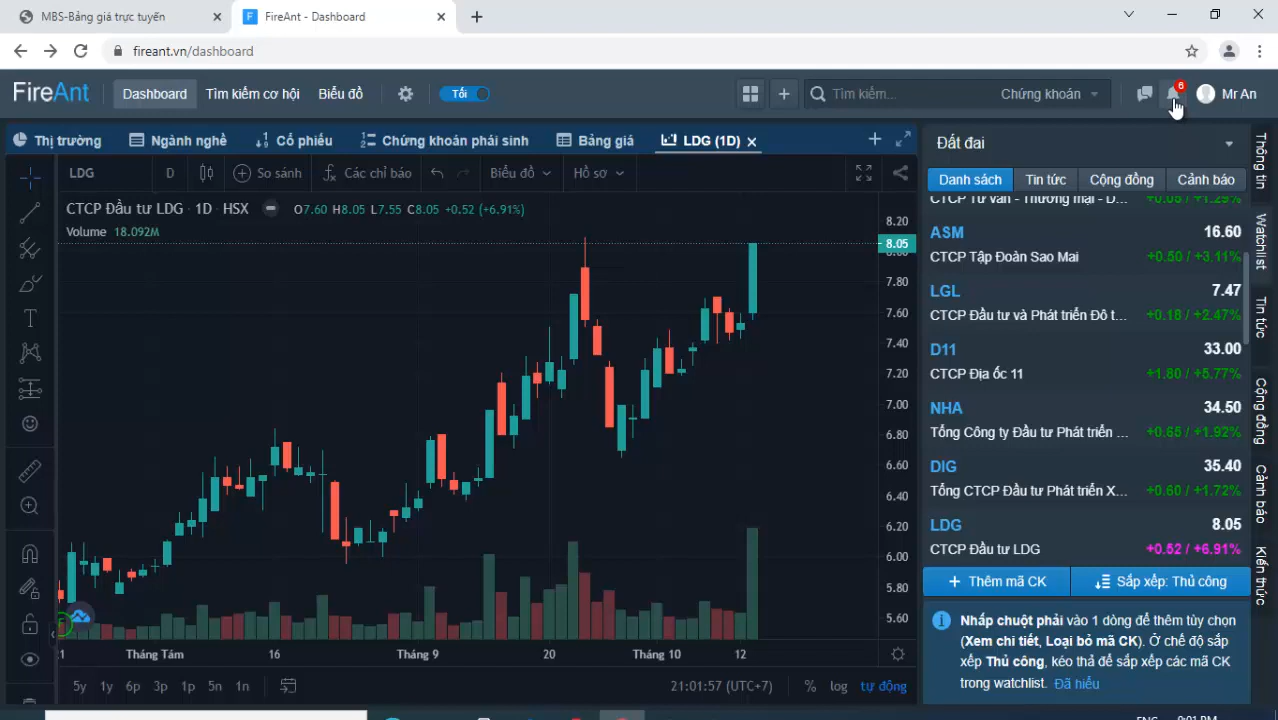 MBS-Bảng giá trực tuyến
FireAnt - Dashboard
fireant.vn/dashboard
FireAnt
Dashboard
Tìm kiếm cơ hội
Biểu đồ
Tối
Tìm kiếm...
Chứng khoán
6
Mr An
Thị trường
Ngành nghề
Cổ phiếu
Chứng khoán phái sinh
Bảng giá
LDG (1D)
LDG
D
So sánh
Các chỉ báo
Biểu đồ
Hồ sơ
CTCP Đầu tư LDG · 1D · HSX
O7.60 H8.05 L7.55 C8.05 +0.52 (+6.91%)
Volume 18.092M
8.20
8.05
8.00
7.80
7.60
7.40
7.20
7.00
6.80
6.60
6.40
6.20
6.00
5.80
5.60
Tháng Tám
16
Tháng 9
20
Tháng 10
12
5y
1y
6p
3p
1p
5n
1n
21:01:57 (UTC+7)
%
log
tự động
Đất đai
Danh sách
Tin tức
Cộng đồng
Cảnh báo
CTCP Tư vấn - Thương mại - D...
+0.05 / +1.29%
ASM
16.60
CTCP Tập Đoàn Sao Mai
+0.50 / +3.11%
LGL
7.47
CTCP Đầu tư và Phát triển Đô t...
+0.18 / +2.47%
D11
33.00
CTCP Địa ốc 11
+1.80 / +5.77%
NHA
34.50
Tổng Công ty Đầu tư Phát triển ...
+0.65 / +1.92%
DIG
35.40
Tổng CTCP Đầu tư Phát triển X...
+0.60 / +1.72%
LDG
8.05
CTCP Đầu tư LDG
+0.52 / +6.91%
Thêm mã CK
Sắp xếp: Thủ công
Nhấp chuột phải vào 1 dòng để thêm tùy chọn
(Xem chi tiết, Loại bỏ mã CK). Ở chế độ sắp
xếp Thủ công, kéo thả để sắp xếp các mã CK
trong watchlist. Đã hiểu
Thông tin
Watchlist
Tin tức
Cộng đồng
Cảnh báo
Kiến thức